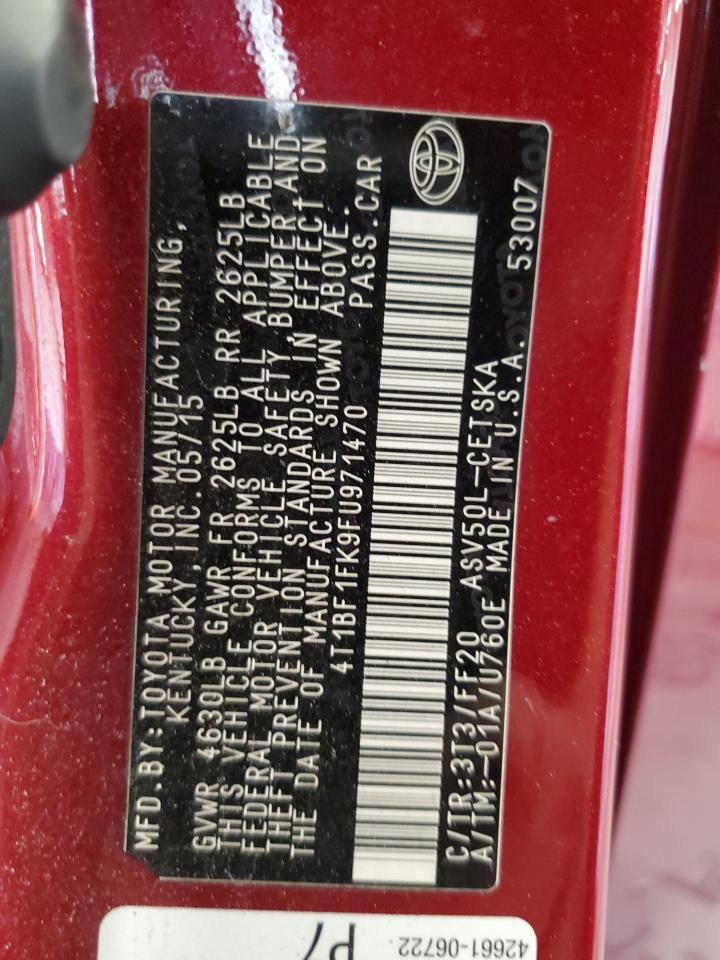 MFD.BY:TOYOTA MOTOR MANUFACTURING,
KENTUCKY, INC.05/15
GVWR 4630LB GAWR FR 2625LB RR 2625LB
THIS VEHICLE CONFORMS TO ALL APPLICABLE
FEDERAL MOTOR VEHICLE SAFETY, BUMPER AND
THEFT PREVENTION STANDARDS IN EFFECT ON
THE DATE OF MANUFACTURE SHOWN ABOVE.
4T1BF1FK9FU971470 PASS.CAR
C/TR:3T3/FF20 ASV50L-CETSKA
A/TM:-01A/U760E MADE IN U.S.A. 53007
42661-06722